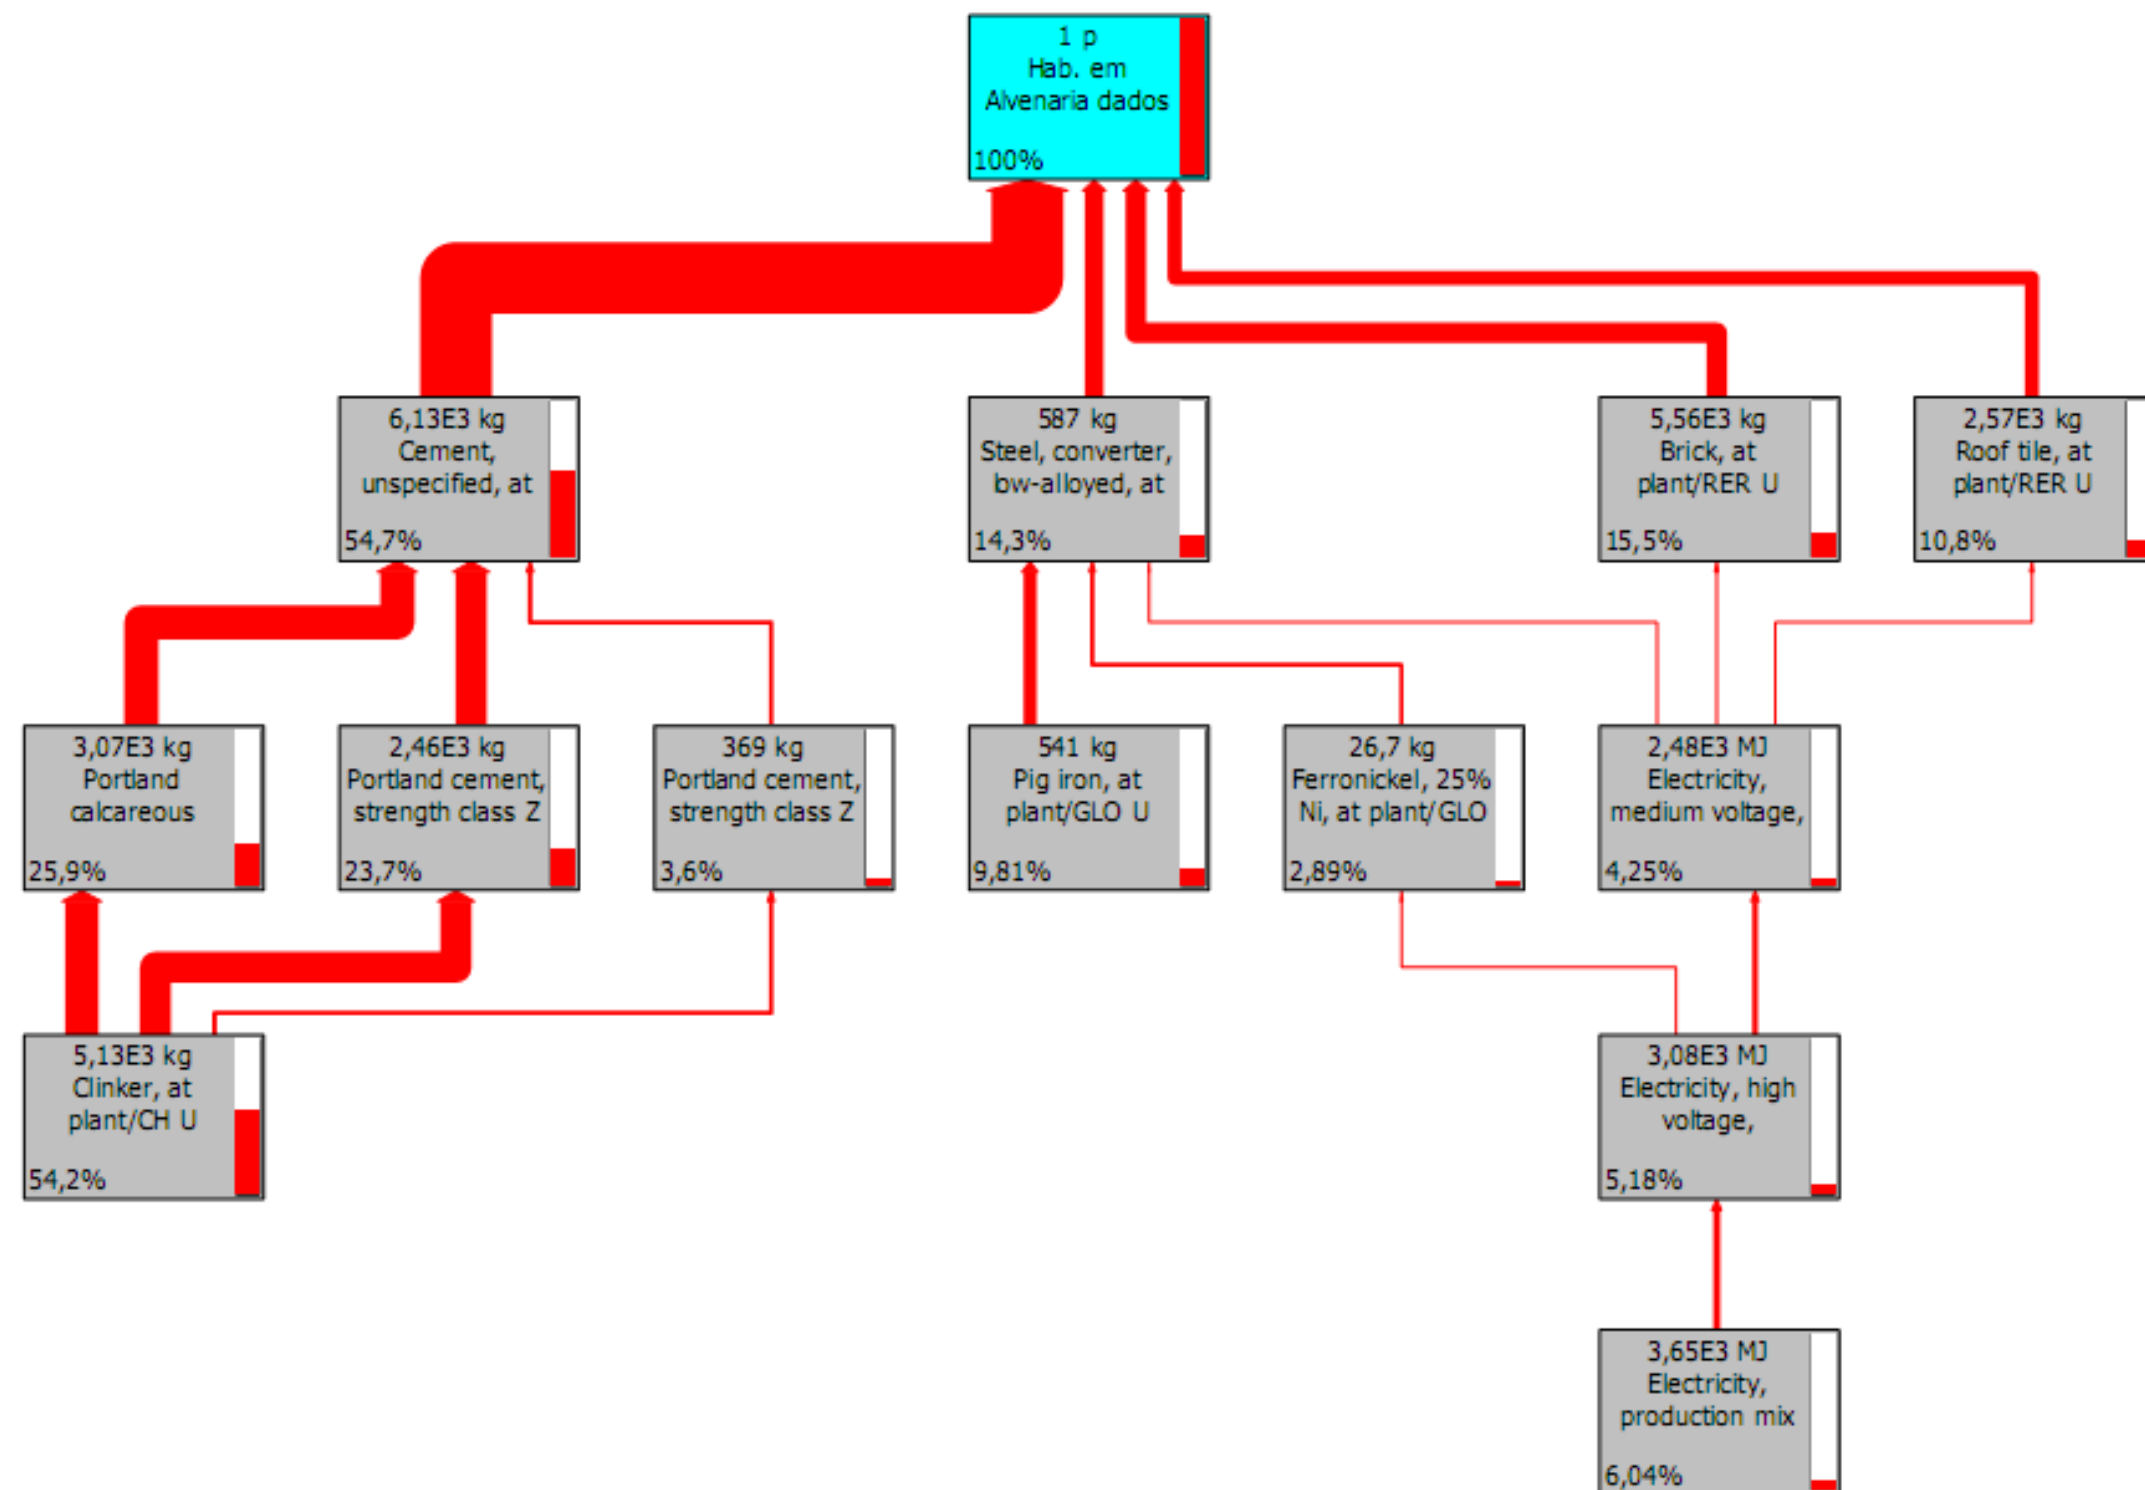 1 p
Hab. em
Alvenaria dados
100%
6,13E3 kg
Cement,
unspecified, at
54,7%
587 kg
Steel, converter,
low-alloyed, at
14,3%
5,56E3 kg
Brick, at
plant/RER U
15,5%
2,57E3 kg
Roof tile, at
plant/RER U
10,8%
3,07E3 kg
Portland
calcareous
25,9%
2,46E3 kg
Portland cement,
strength class Z
23,7%
369 kg
Portland cement,
strength class Z
3,6%
541 kg
Pig iron, at
plant/GLO U
9,81%
26,7 kg
Ferronickel, 25%
Ni, at plant/GLO
2,89%
2,48E3 MJ
Electricity,
medium voltage,
4,25%
5,13E3 kg
Clinker, at
plant/CH U
54,2%
3,08E3 MJ
Electricity, high
voltage,
5,18%
3,65E3 MJ
Electricity,
production mix
6,04%